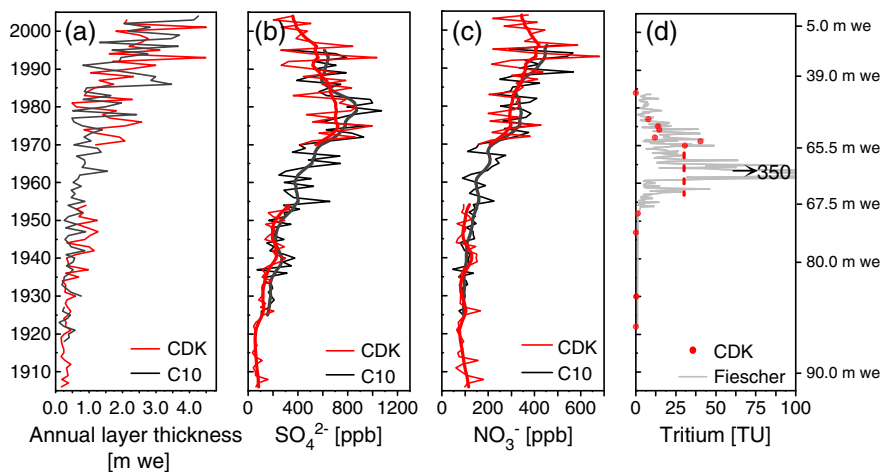 (a)
(b)
(c)
(d)
2000
1990
1980
1970
1960
1950
1940
1930
1920
1910
5.0 m we
39.0 m we
65.5 m we
67.5 m we
80.0 m we
90.0 m we
350
CDK
C10
CDK
C10
CDK
C10
CDK
Fiescher
0.0 1.0 2.0 3.0 4.0
0 400 800 1200
0 200 400 600 800
0 25 50 75 100
Annual layer thickness
[m we]
SO₄²⁻ [ppb]
NO₃⁻ [ppb]
Tritium [TU]